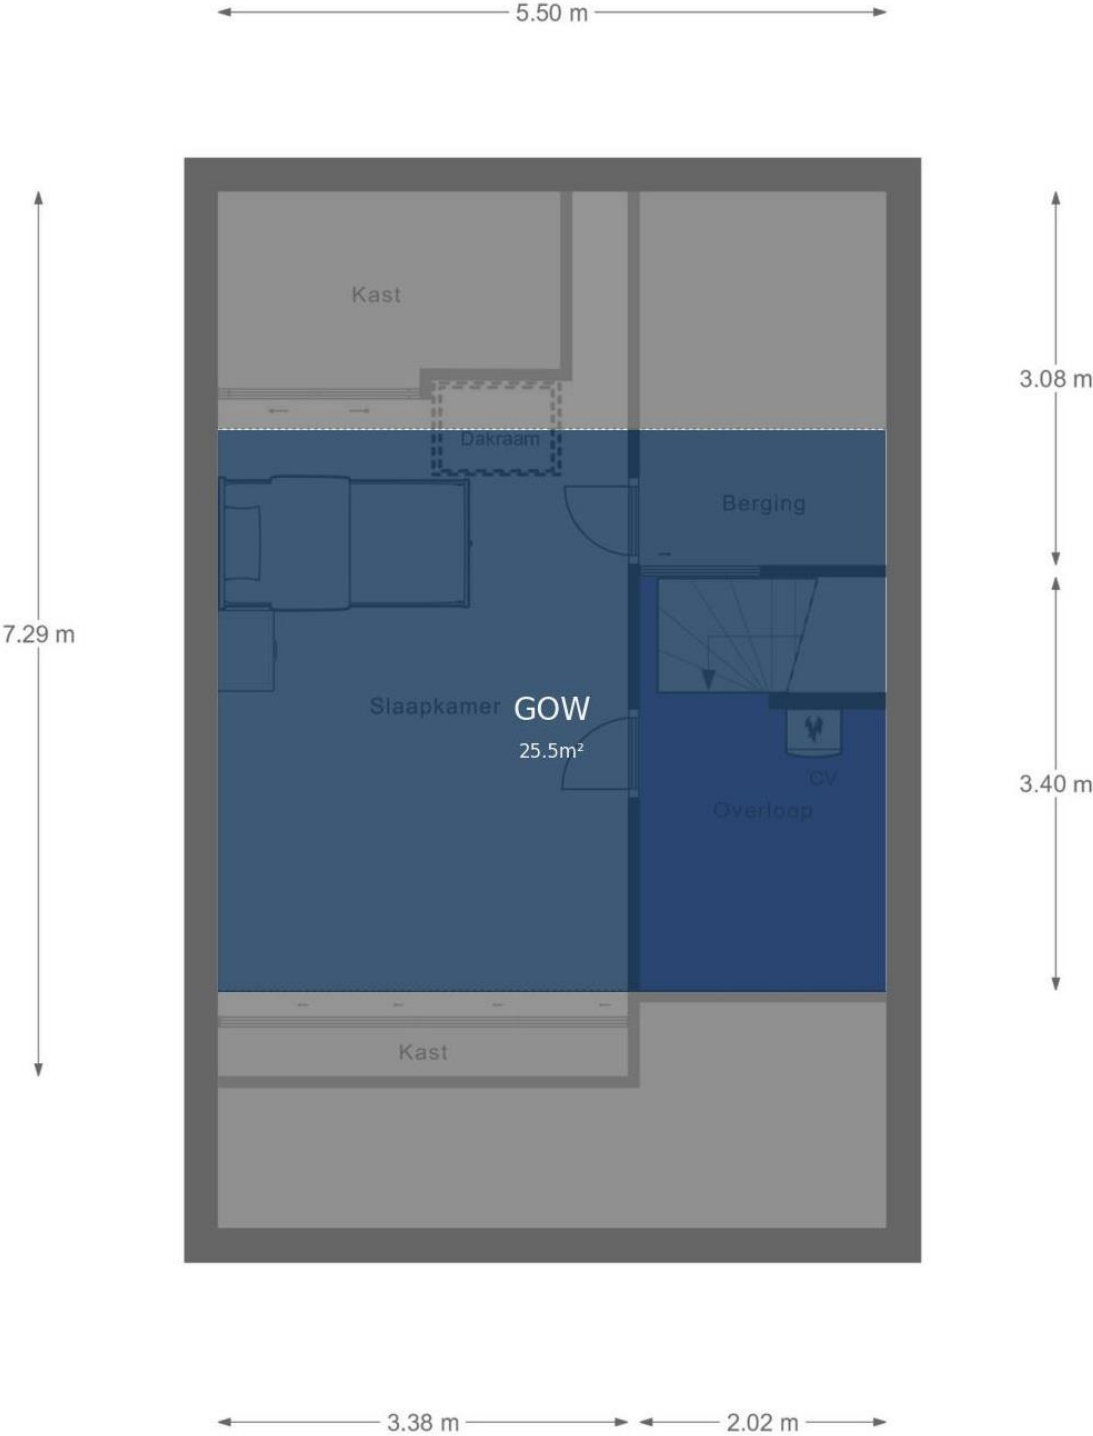 5.50 m
Kast
3.08 m
Dakraam
Berging
7.29 m
Slaapkamer
GOW
25.5m²
CV
3.40 m
Overloop
Kast
3.38 m
2.02 m